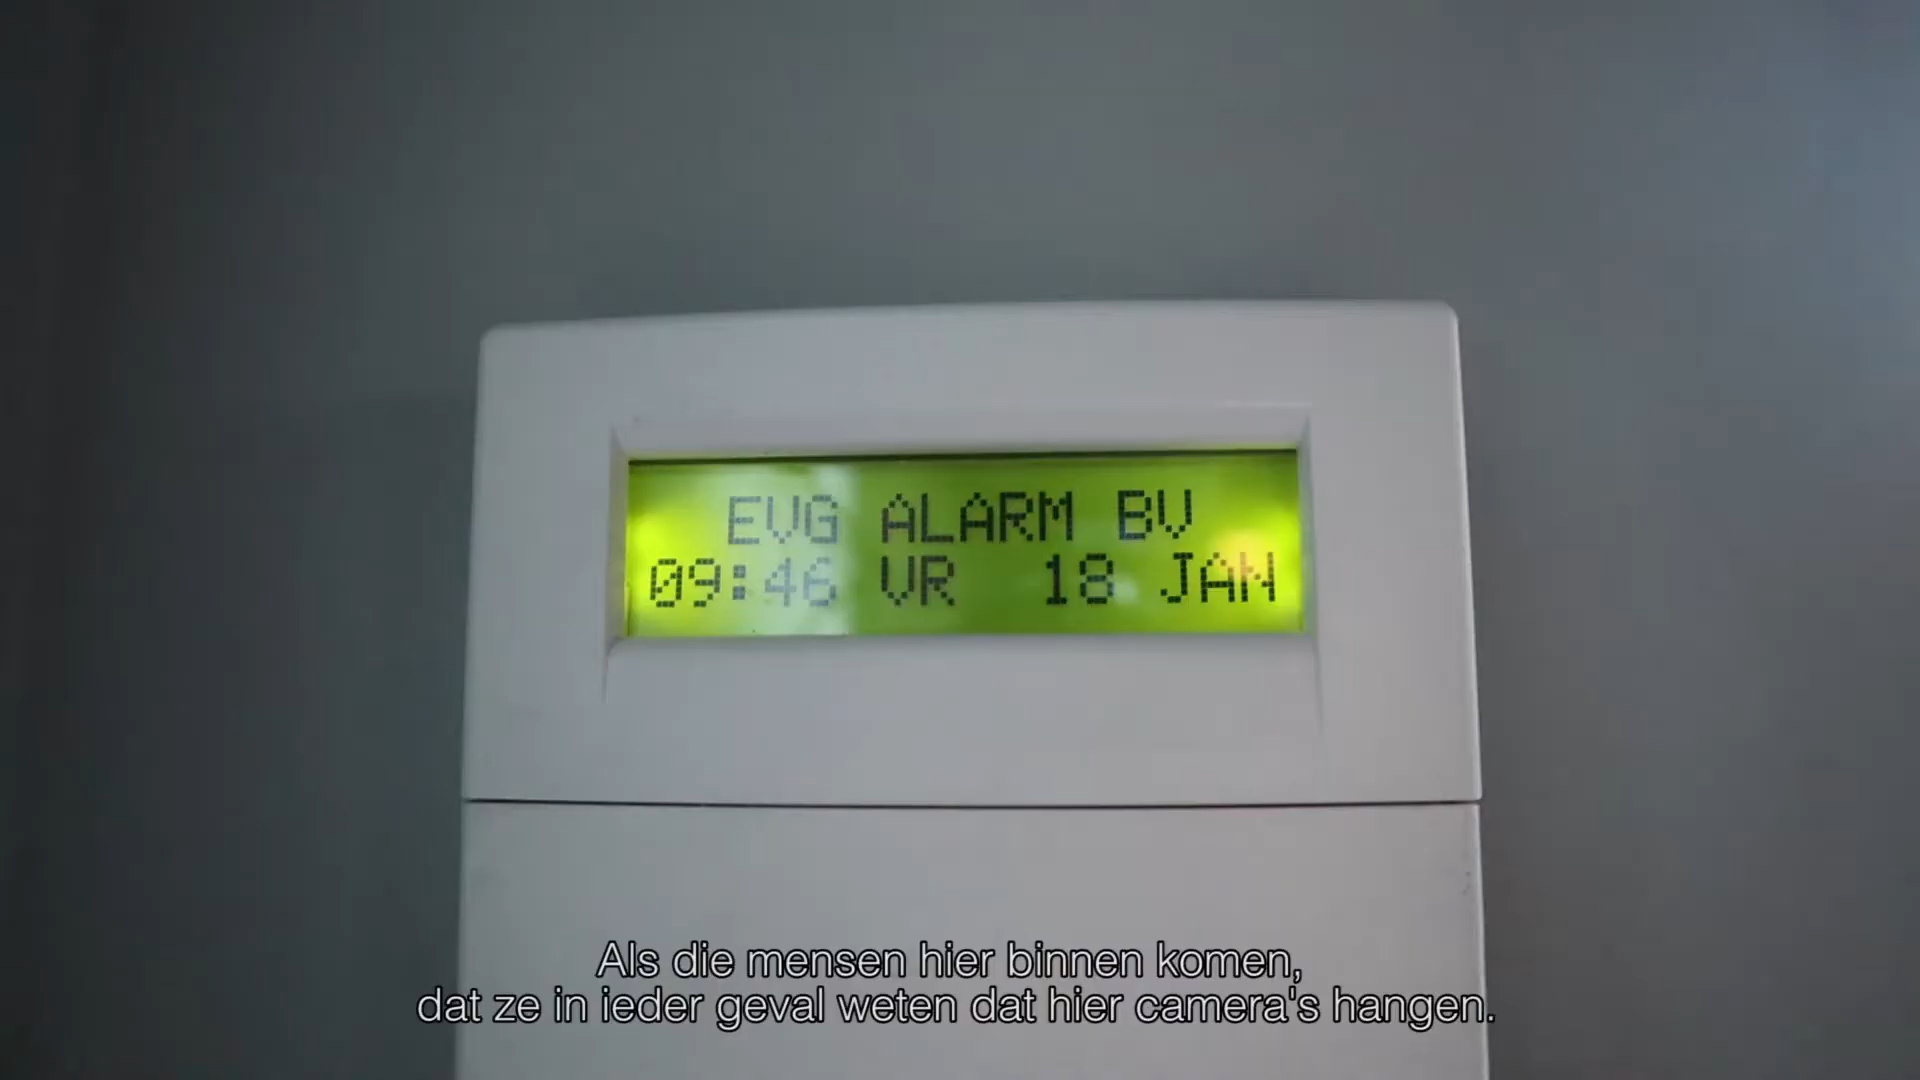 EVG ALARM BV
09:46 VR 18 JAN
Als die mensen hier binnen komen,
dat ze in ieder geval weten dat hier camera's hangen.